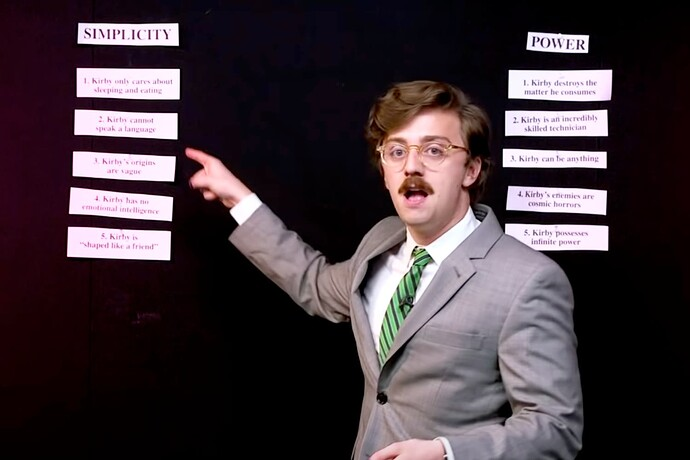 SIMPLICITY
1. Kirby only cares about
sleeping and eating
2. Kirby cannot
speak a language
3. Kirby's origins
are vague
4. Kirby has no
emotional intelligence
5. Kirby is
"shaped like a friend"
POWER
1. Kirby destroys the
matter he consumes
2. Kirby is an incredibly
skilled technician
3. Kirby can be anything
4. Kirby's enemies are
cosmic horrors
5. Kirby possesses
infinite power